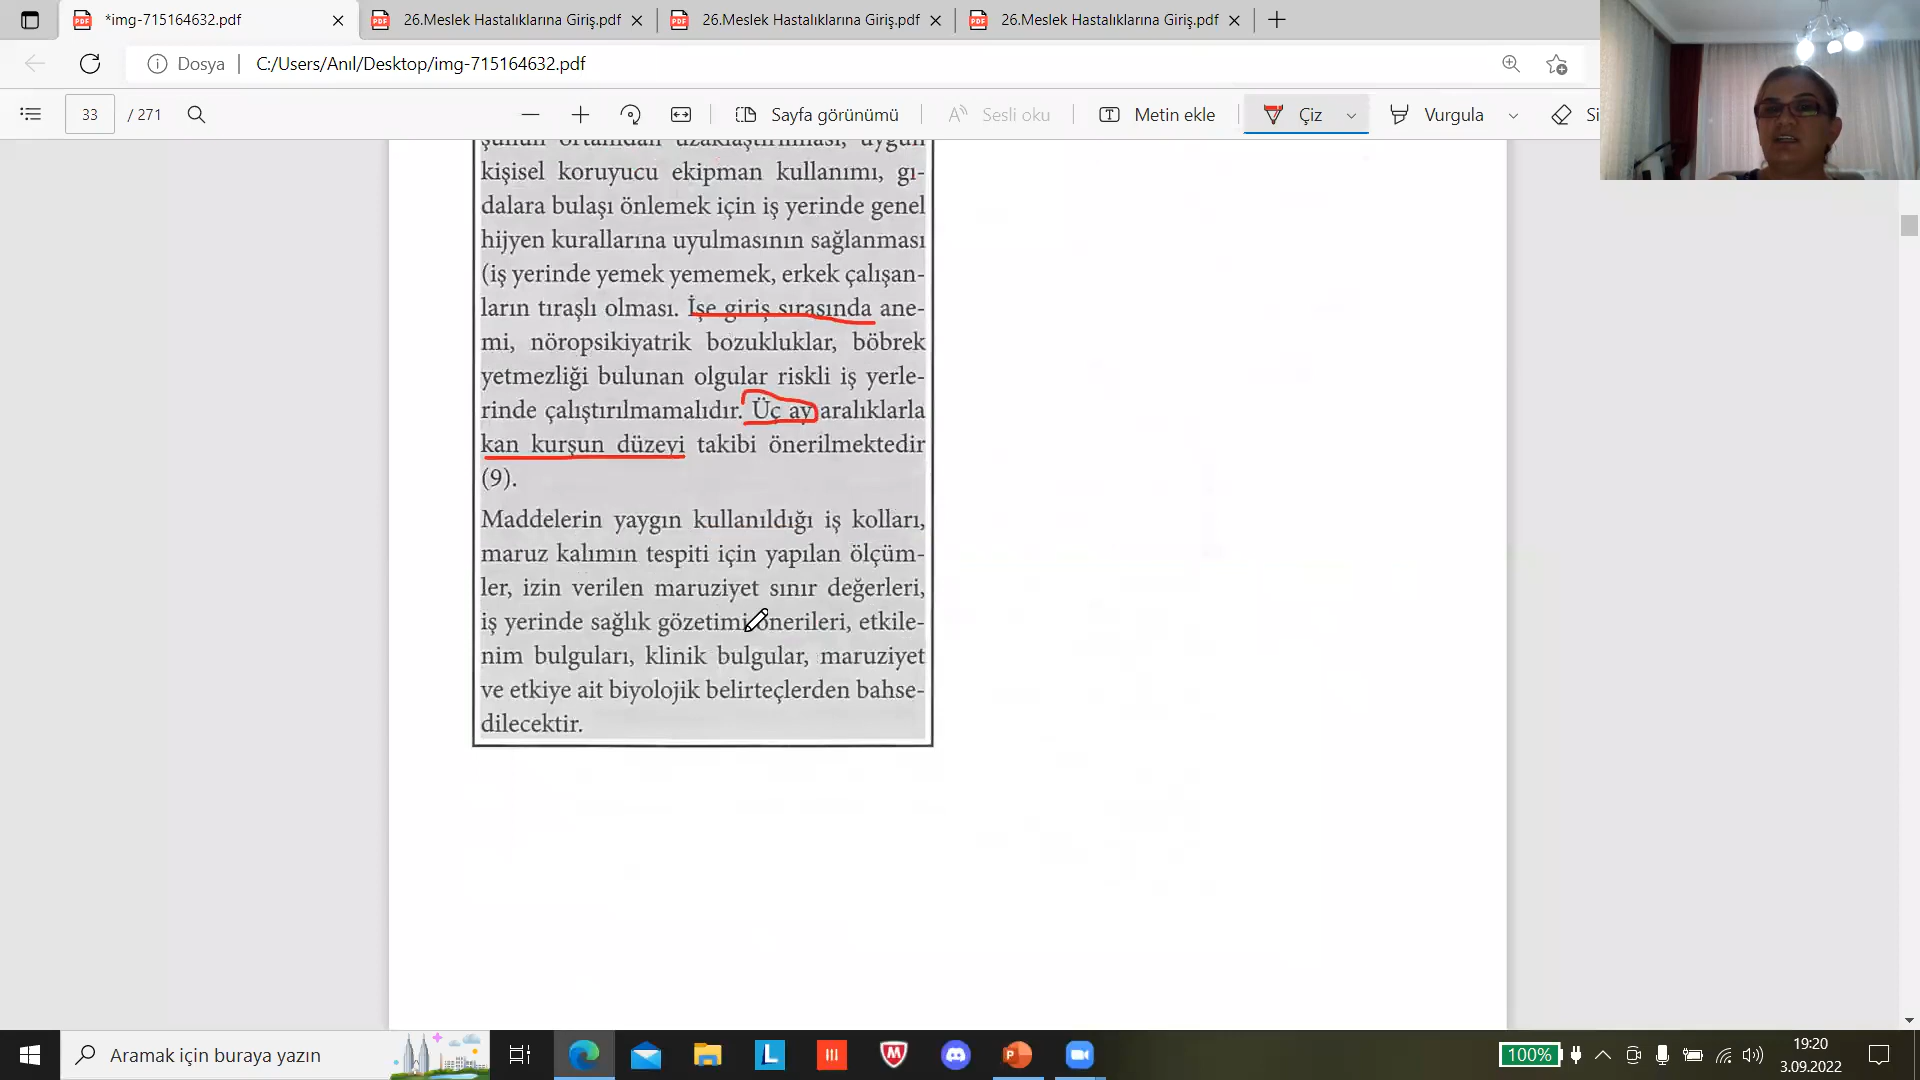 *img-715164632.pdf
26.Meslek Hastalıklarına Giriş.pdf
26.Meslek Hastalıklarına Giriş.pdf
26.Meslek Hastalıklarına Giriş.pdf
Dosya
C:/Users/Anıl/Desktop/img-715164632.pdf
33 / 271
Sayfa görünümü
Sesli oku
Metin ekle
Çiz
Vurgula
Si
şunun ortamdan uzaklaştırılması, uygun
kişisel koruyucu ekipman kullanımı, gı-
dalara bulaşı önlemek için iş yerinde genel
hijyen kurallarına uyulmasının sağlanması
(iş yerinde yemek yememek, erkek çalışan-
ların tıraşlı olması. İşe giriş sırasında ane-
mi, nöropsikiyatrik bozukluklar, böbrek
yetmezliği bulunan olgular riskli iş yerle-
rinde çalıştırılmamalıdır. Üç ay aralıklarla
kan kurşun düzeyi takibi önerilmektedir
(9).
Maddelerin yaygın kullanıldığı iş kolları,
maruz kalımın tespiti için yapılan ölçüm-
ler, izin verilen maruziyet sınır değerleri,
iş yerinde sağlık gözetimi önerileri, etkile-
nim bulguları, klinik bulgular, maruziyet
ve etkiye ait biyolojik belirteçlerden bahse-
dilecektir.
Aramak için buraya yazın
100%
19:20
3.09.2022